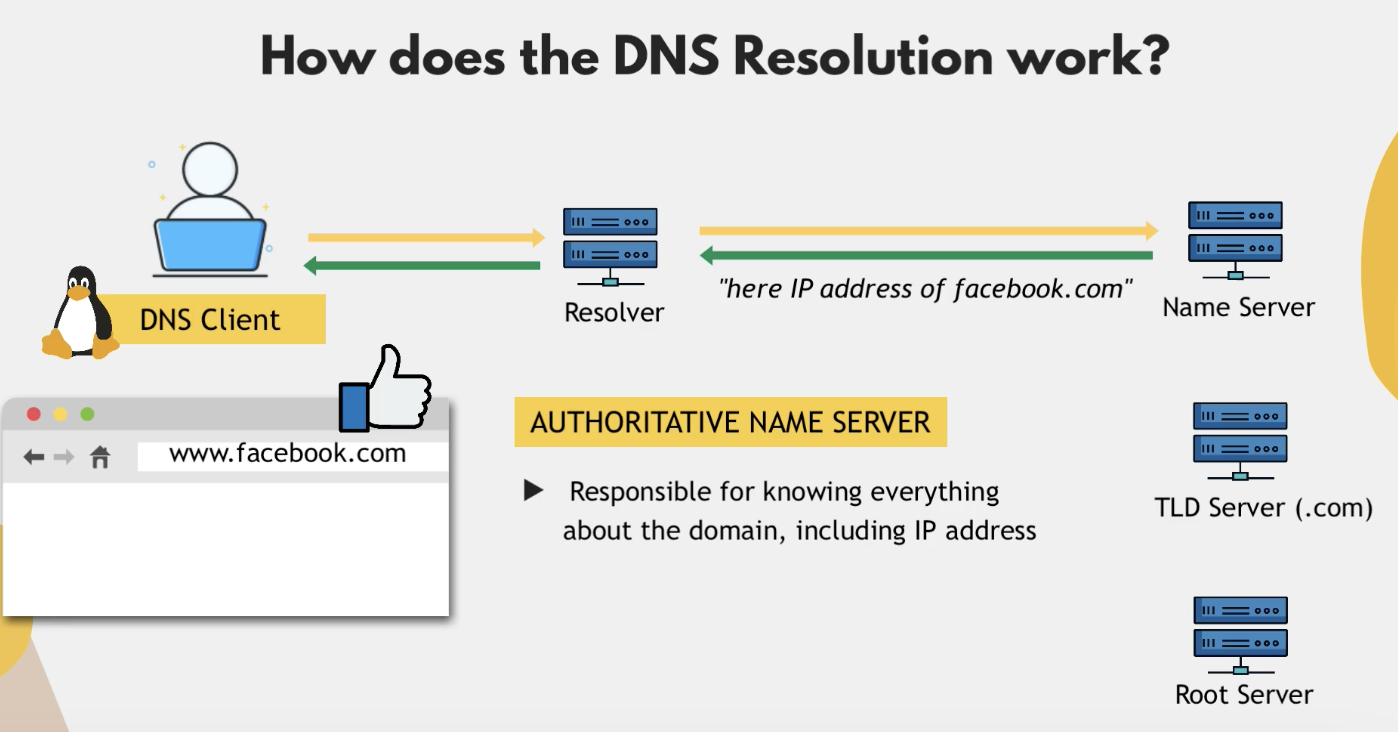 How does the DNS Resolution work?
DNS Client
Resolver
"here IP address of facebook.com"
Name Server
www.facebook.com
AUTHORITATIVE NAME SERVER
Responsible for knowing everything
about the domain, including IP address
TLD Server (.com)
Root Server